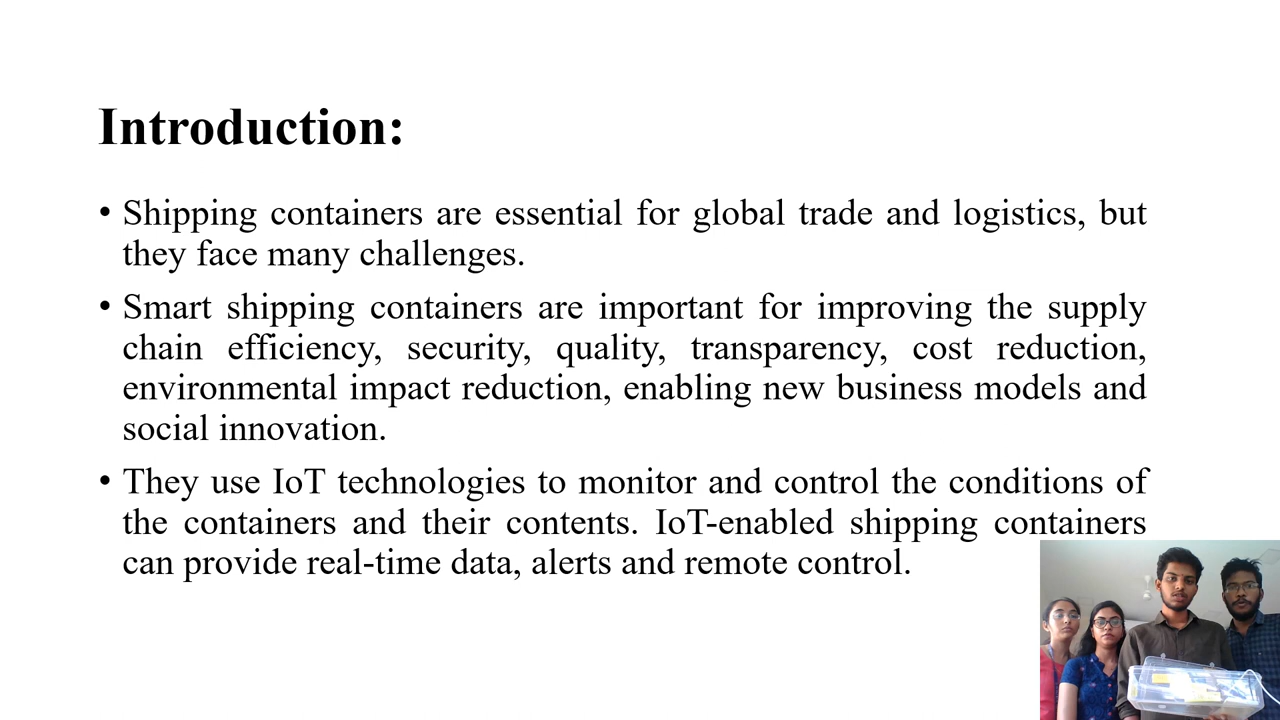 Introduction:
• Shipping containers are essential for global trade and logistics, but
they face many challenges.
• Smart shipping containers are important for improving the supply
chain efficiency, security, quality, transparency, cost reduction,
environmental impact reduction, enabling new business models and
social innovation.
• They use IoT technologies to monitor and control the conditions of
the containers and their contents. IoT-enabled shipping containers
can provide real-time data, alerts and remote control.